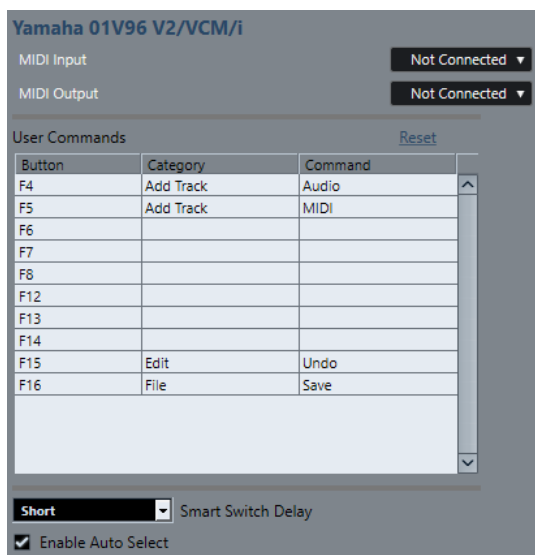 Yamaha 01V96 V2/VCM/i
MIDI Input Not Connected
MIDI Output Not Connected
User Commands Reset
Button Category Command
F4 Add Track Audio
F5 Add Track MIDI
F6
F7
F8
F12
F13
F14
F15 Edit Undo
F16 File Save
Short Smart Switch Delay
Enable Auto Select